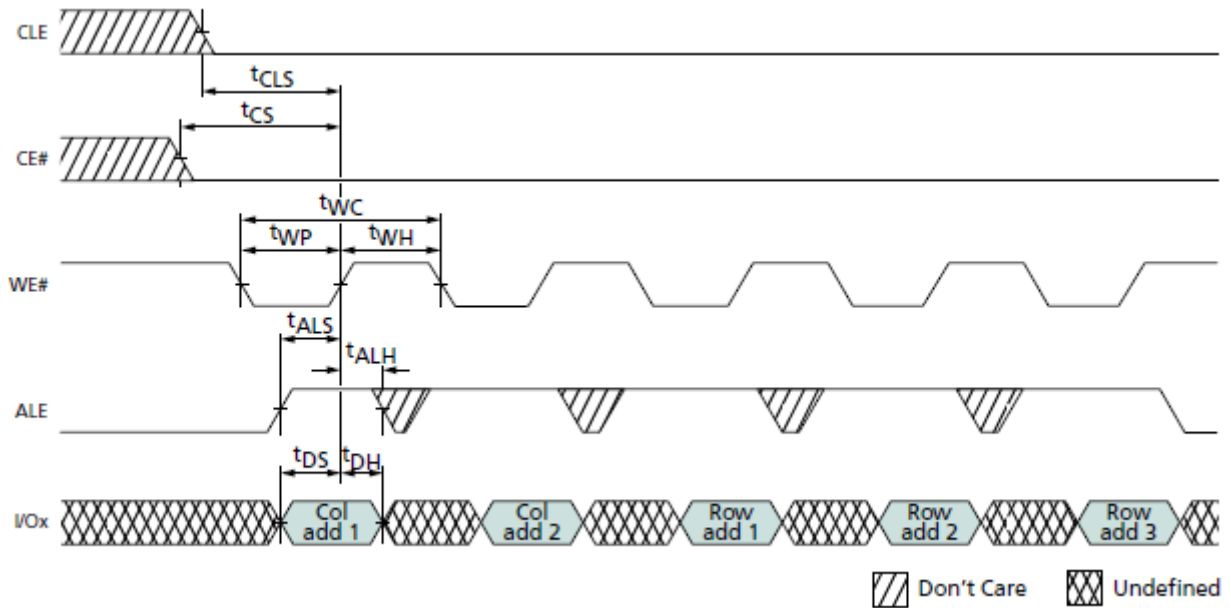 CLE
tCLS
tCS
CE#
tWC
tWP tWH
WE#
tALS
tALH
ALE
tDS tDH
I/Ox
Col add 1
Col add 2
Row add 1
Row add 2
Row add 3
Don't Care
Undefined